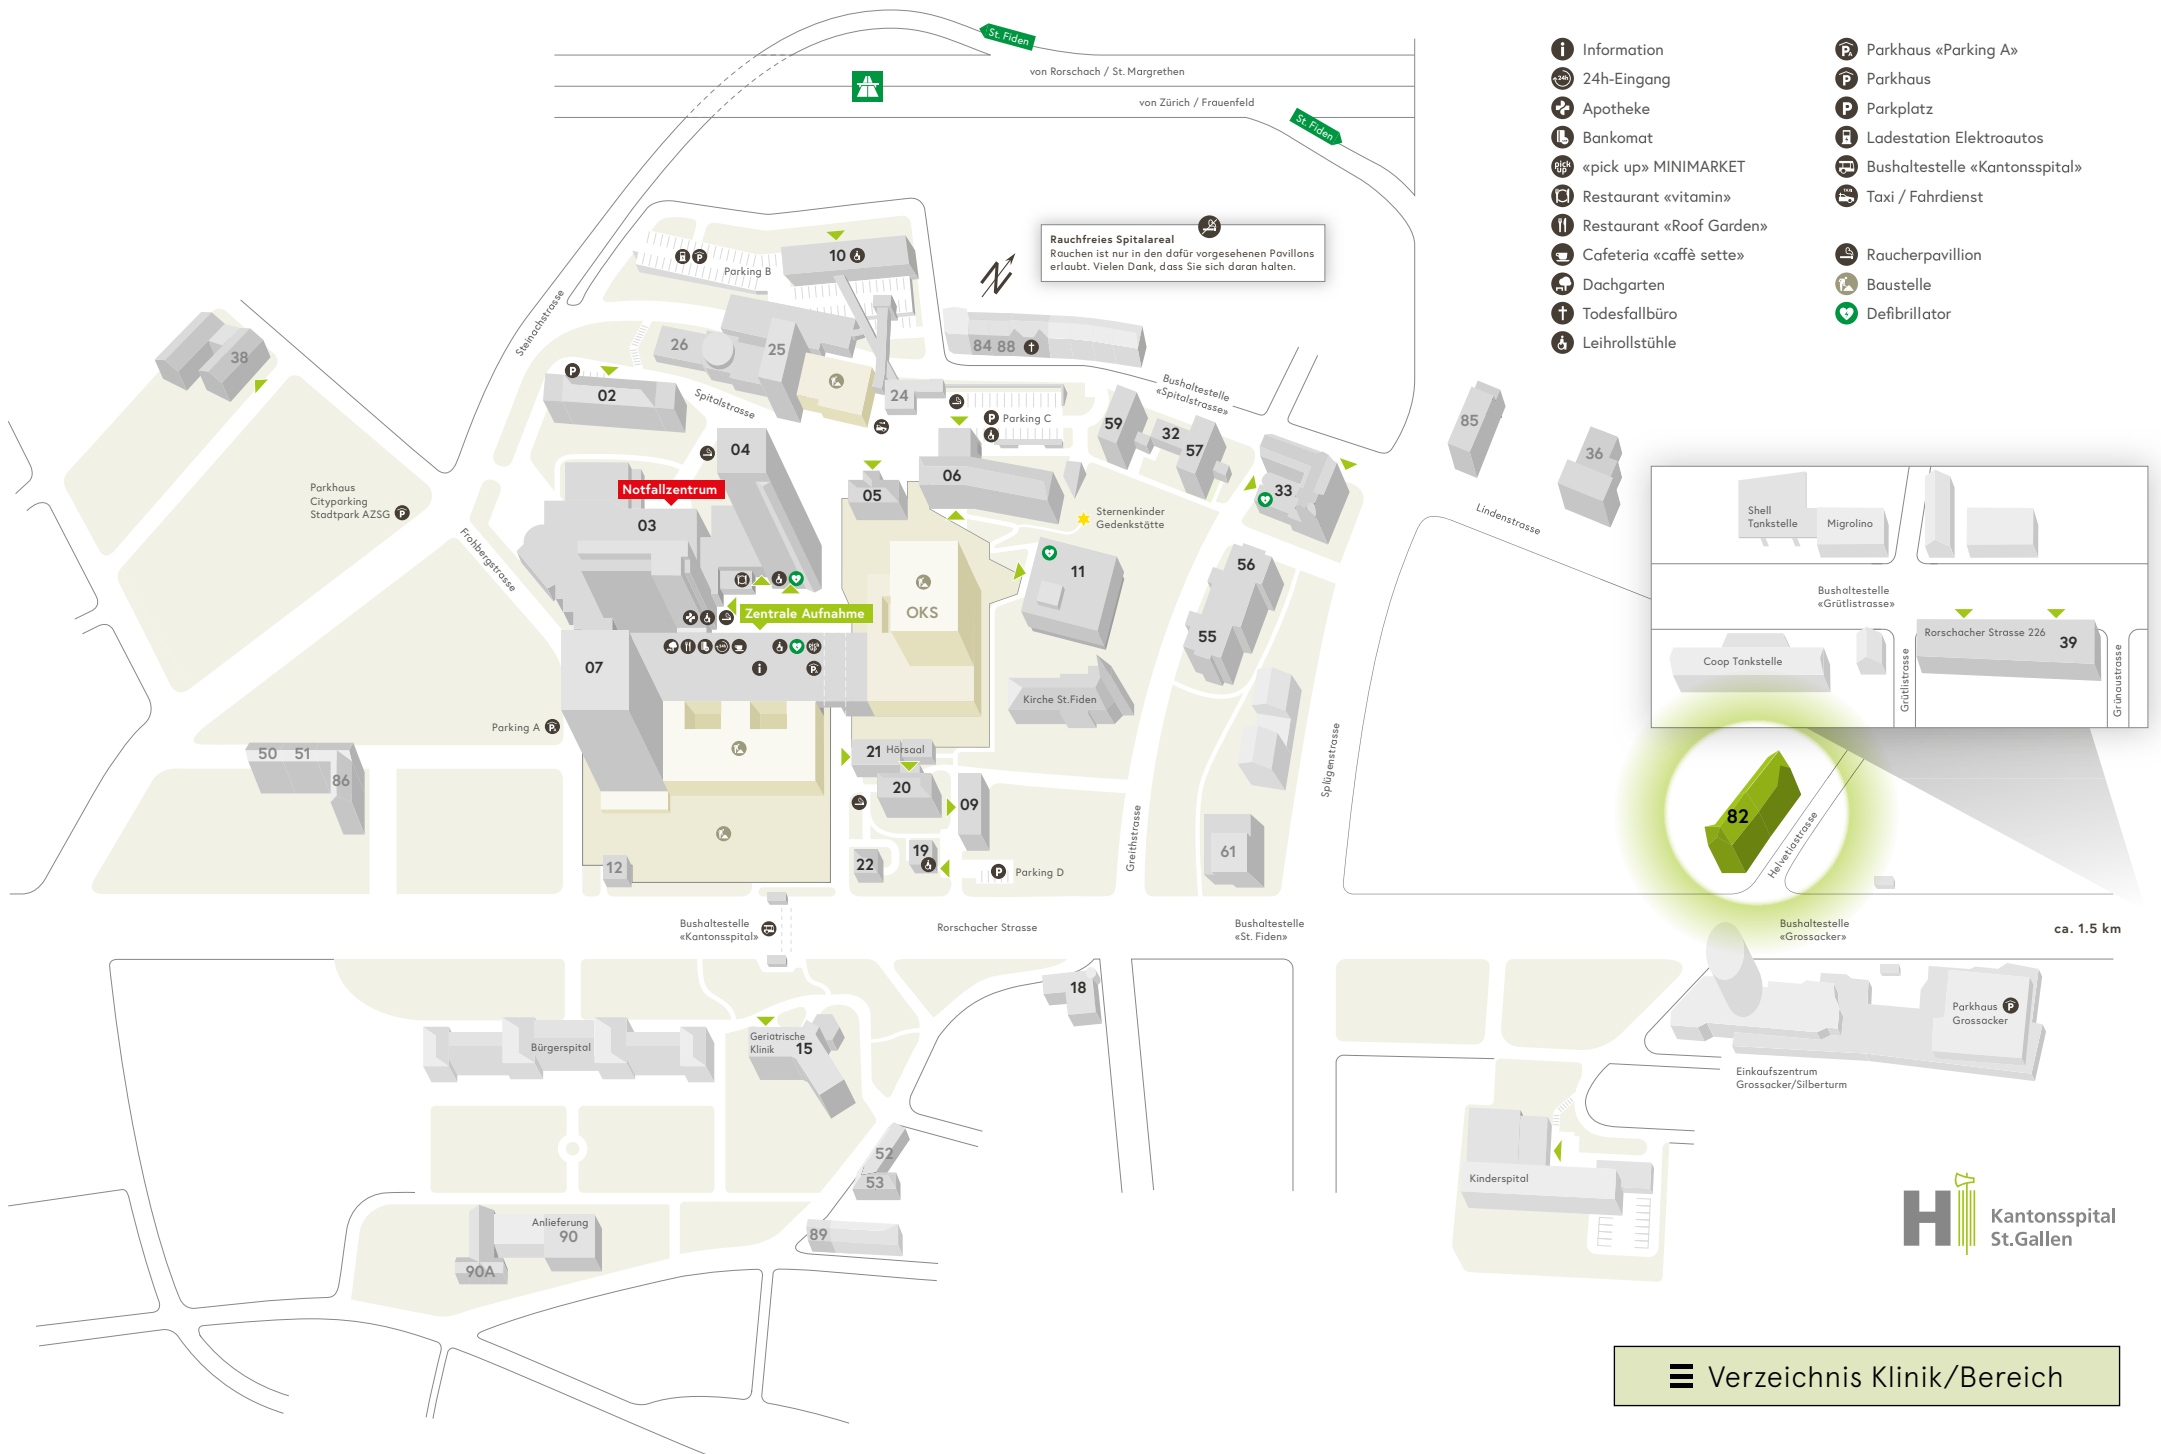 St. Fiden
von Rorschach / St. Margrethen
von Zürich / Frauenfeld
St. Fiden
Information
24h-Eingang
Apotheke
Bankomat
«pick up» MINIMARKET
Restaurant «vitamin»
Restaurant «Roof Garden»
Cafeteria «caffè sette»
Dachgarten
Todesfallbüro
Leihrollstühle
Parkhaus «Parking A»
Parkhaus
Parkplatz
Ladestation Elektroautos
Bushaltestelle «Kantonsspital»
Taxi / Fahrdienst
Raucherpavillion
Baustelle
Defibrillator
Rauchfreies Spitalareal
Rauchen ist nur in den dafür vorgesehenen Pavillons
erlaubt. Vielen Dank, dass Sie sich daran halten.
N
10
Parking B
Steinachstrasse
38
26
25
84 88
02
Spitalstrasse
24
Bushaltestelle
«Spitalstrasse»
Parking C
59
32
57
85
36
04
Notfallzentrum
03
05
06
33
Parkhaus
Cityparking
Stadtpark AZSG
Frohbergstrasse
Sternenkinder
Gedenkstätte
Lindenstrasse
Shell
Tankstelle
Migrolino
11
56
55
Zentrale Aufnahme
OKS
Bushaltestelle
«Grütlistrasse»
Rorschacher Strasse 226
39
Coop Tankstelle
Grütlistrasse
Grünaustrasse
07
Kirche St.Fiden
Parking A
50 51
86
21 Hörsaal
20
09
Splügenstrasse
Greithstrasse
82
Helvetiastrasse
61
12
22
19
Parking D
Bushaltestelle
«Kantonsspital»
Rorschacher Strasse
Bushaltestelle
«St. Fiden»
Bushaltestelle
«Grossacker»
ca. 1.5 km
18
Parkhaus
Grossacker
Bürgerspital
Geriatrische
Klinik
15
Einkaufszentrum
Grossacker/Silberturm
52
53
Kinderspital
89
Anlieferung
90
90A
Kantonsspital
St.Gallen
Verzeichnis Klinik/Bereich